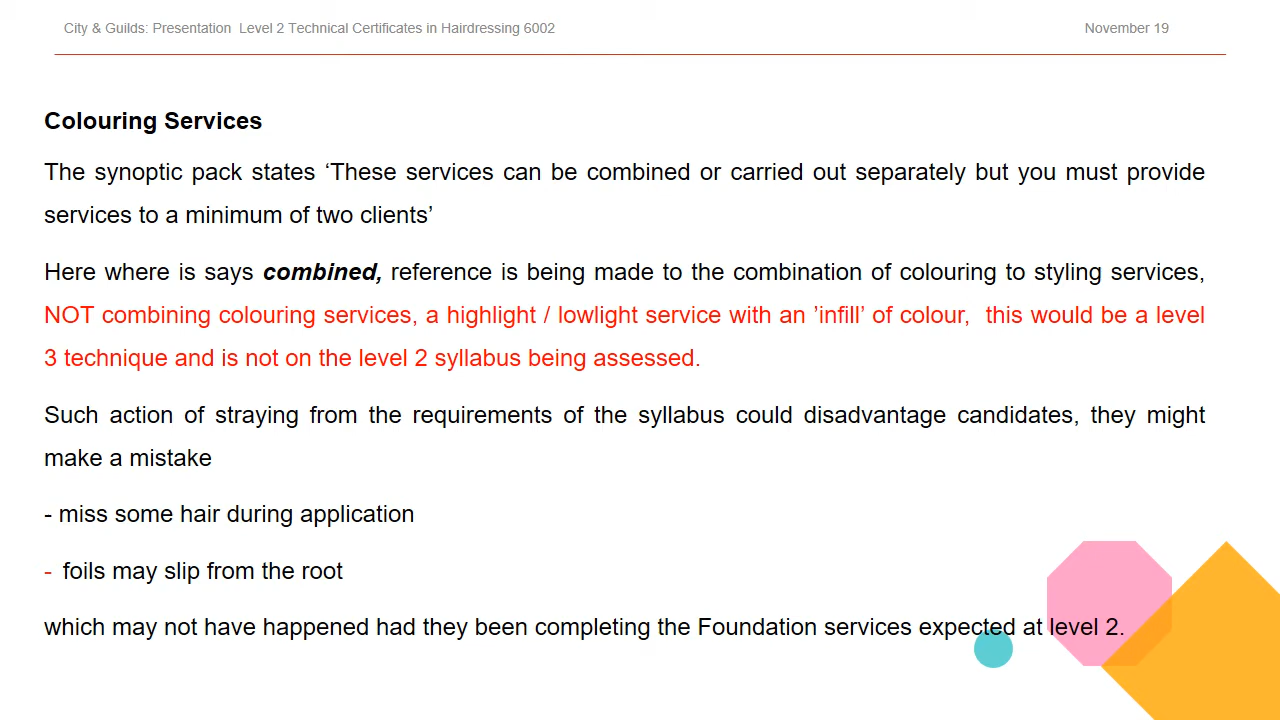 City & Guilds: Presentation  Level 2 Technical Certificates in Hairdressing 6002
November 19
Colouring Services
The synoptic pack states ‘These services can be combined or carried out separately but you must provide
services to a minimum of two clients’
Here where is says combined, reference is being made to the combination of colouring to styling services,
NOT combining colouring services, a highlight / lowlight service with an ’infill’ of colour,  this would be a level
3 technique and is not on the level 2 syllabus being assessed.
Such action of straying from the requirements of the syllabus could disadvantage candidates, they might
make a mistake
- miss some hair during application
- foils may slip from the root
which may not have happened had they been completing the Foundation services expected at level 2.